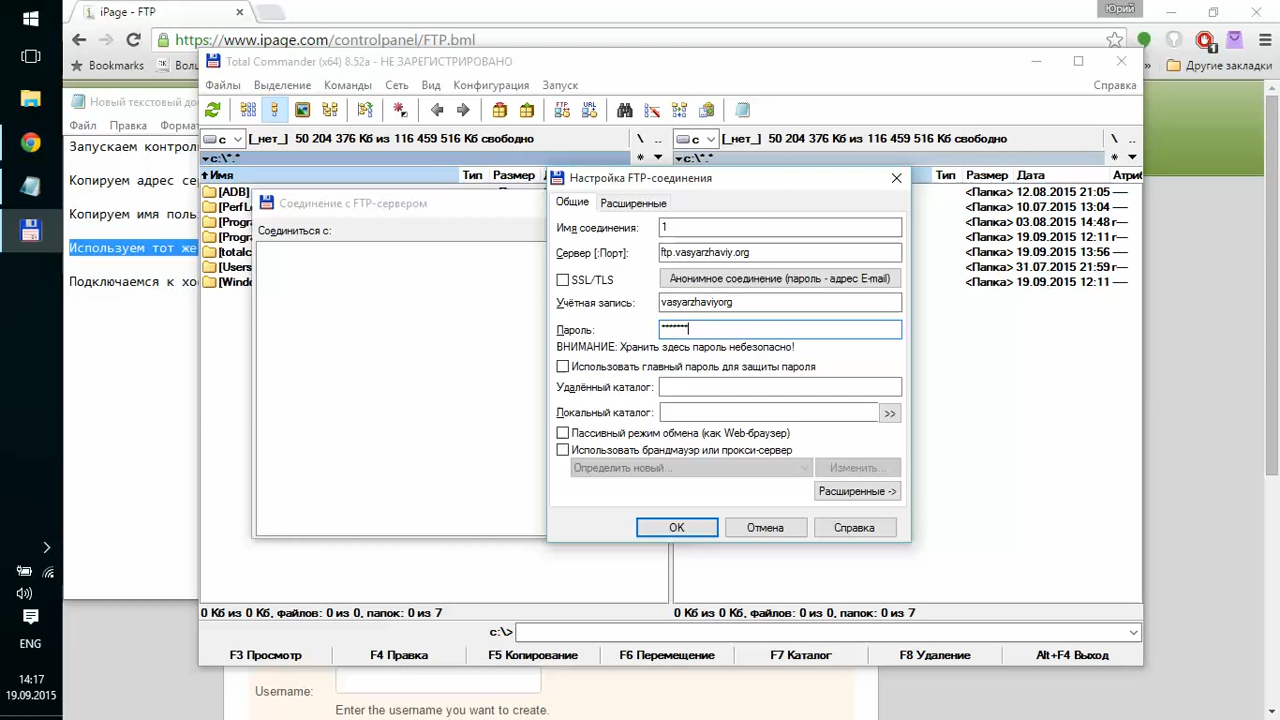 iPage - FTP
Юрий
https://www.ipage.com/controlpanel/FTP.bml
Bookmarks
Другие закладки
Новый текстовый до
Файл Правка Формат
Запускаем контрол
Копируем адрес се
Копируем имя поль
Используем тот же
Подключаемся к хо
Total Commander (x64) 8.52a - НЕ ЗАРЕГИСТРИРОВАНО
Файлы Выделение Команды Сеть Вид Конфигурация Запуск Справка
FTP URL
c [_нет_] 50 204 376 Кб из 116 459 516 Кб свободно \ ..
c [_нет_] 50 204 376 Кб из 116 459 516 Кб свободно \ ..
c:\*.* * c:\*.* *
Имя Тип Размер Тип Размер Дата Атриб
[ADB] <Папка> 12.08.2015 21:05 ----
[PerfL <Папка> 10.07.2015 13:04 ----
[Progra <Папка> 03.08.2015 14:48 r---
[Progra <Папка> 19.09.2015 12:11 r---
[totalc <Папка> 19.09.2015 13:56 ----
[Users <Папка> 31.07.2015 21:59 r---
[Windo <Папка> 19.09.2015 12:11 ----
Соединение с FTP-сервером
Соединиться с:
Настройка FTP-соединения
Общие Расширенные
Имя соединения: 1
Сервер [:Порт]: ftp.vasyarzhaviy.org
SSL/TLS Анонимное соединение (пароль - адрес E-mail)
Учётная запись: vasyarzhaviyorg
Пароль: *******
ВНИМАНИЕ: Хранить здесь пароль небезопасно!
Использовать главный пароль для защиты пароля
Удалённый каталог:
Локальный каталог: >>
Пассивный режим обмена (как Web-браузер)
Использовать брандмауэр или прокси-сервер
Определить новый... Изменить...
Расширенные ->
OK Отмена Справка
0 Кб из 0 Кб, файлов: 0 из 0, папок: 0 из 7
0 Кб из 0 Кб, файлов: 0 из 0, папок: 0 из 7
c:\>
F3 Просмотр F4 Правка F5 Копирование F6 Перемещение F7 Каталог F8 Удаление Alt+F4 Выход
Username:
Enter the username you want to create.
ENG
14:17
19.09.2015